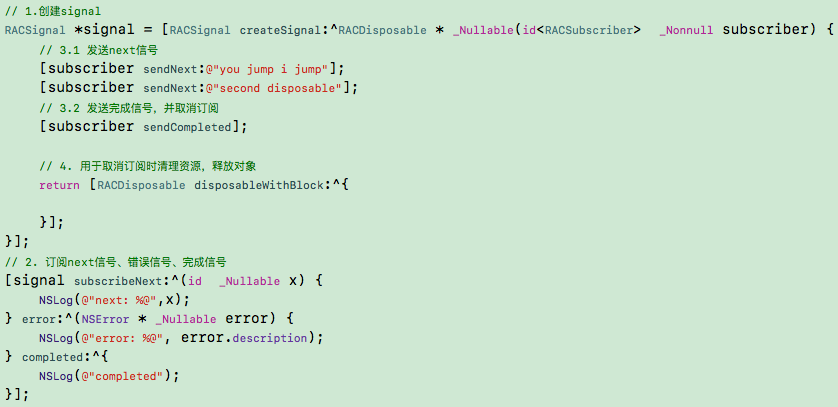 // 1.创建signal
RACSignal *signal = [RACSignal createSignal:^RACDisposable * _Nullable(id<RACSubscriber>  _Nonnull subscriber) {
    // 3.1 发送next信号
    [subscriber sendNext:@"you jump i jump"];
    [subscriber sendNext:@"second disposable"];
    // 3.2 发送完成信号，并取消订阅
    [subscriber sendCompleted];

    // 4. 用于取消订阅时清理资源，释放对象
    return [RACDisposable disposableWithBlock:^{

    }];
}];
// 2. 订阅next信号、错误信号、完成信号
[signal subscribeNext:^(id  _Nullable x) {
    NSLog(@"next: %@",x);
} error:^(NSError * _Nullable error) {
    NSLog(@"error: %@", error.description);
} completed:^{
    NSLog(@"completed");
}];